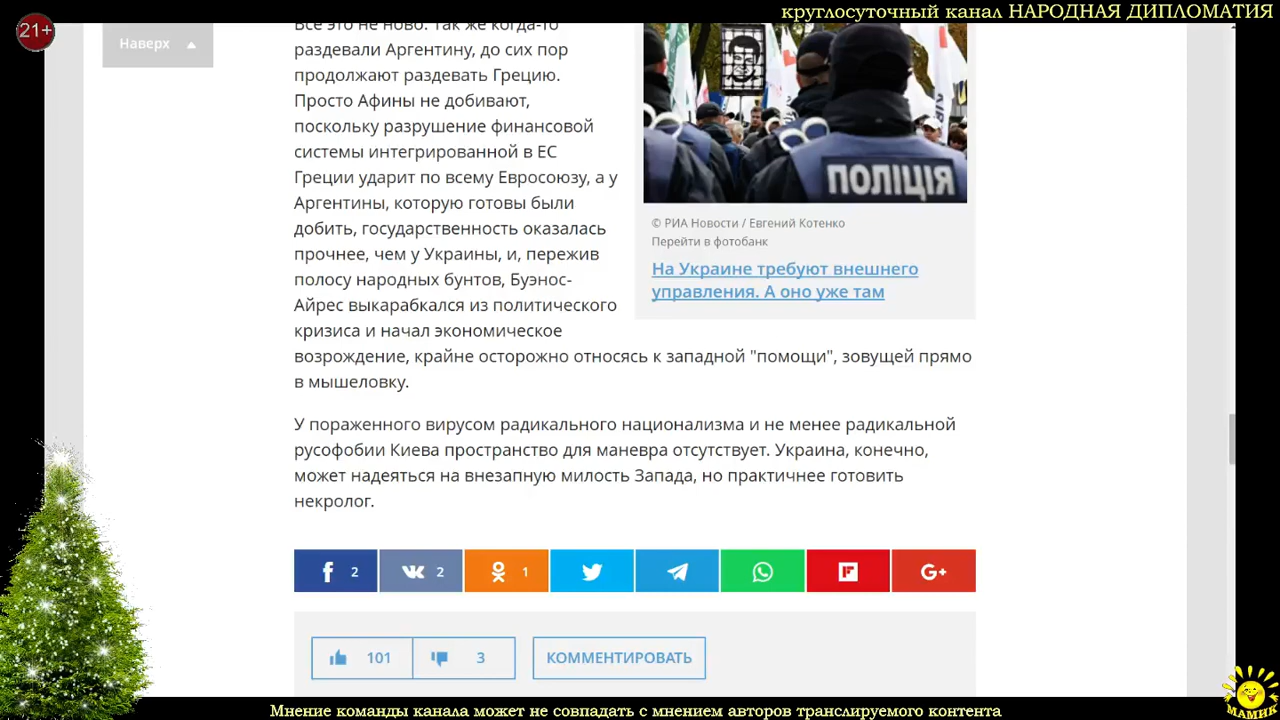 круглосуточный канал НАРОДНАЯ ДИПЛОМАТИЯ
21+
Наверх
Все это не ново. Так же когда-то
раздевали Аргентину, до сих пор
продолжают раздевать Грецию.
Просто Афины не добивают,
поскольку разрушение финансовой
системы интегрированной в ЕС
Греции ударит по всему Евросоюзу, а у
Аргентины, которую готовы были
добить, государственность оказалась
прочнее, чем у Украины, и, пережив
полосу народных бунтов, Буэнос-
Айрес выкарабкался из политического
кризиса и начал экономическое
возрождение, крайне осторожно относясь к западной "помощи", зовущей прямо
в мышеловку.
ПОЛІЦІЯ
© РИА Новости / Евгений Котенко
Перейти в фотобанк
На Украине требуют внешнего
управления. А оно уже там
У пораженного вирусом радикального национализма и не менее радикальной
русофобии Киева пространство для маневра отсутствует. Украина, конечно,
может надеяться на внезапную милость Запада, но практичнее готовить
некролог.
2 2 1 G+
101 3 КОММЕНТИРОВАТЬ
МАМИК
Мнение команды канала может не совпадать с мнением авторов транслируемого контента